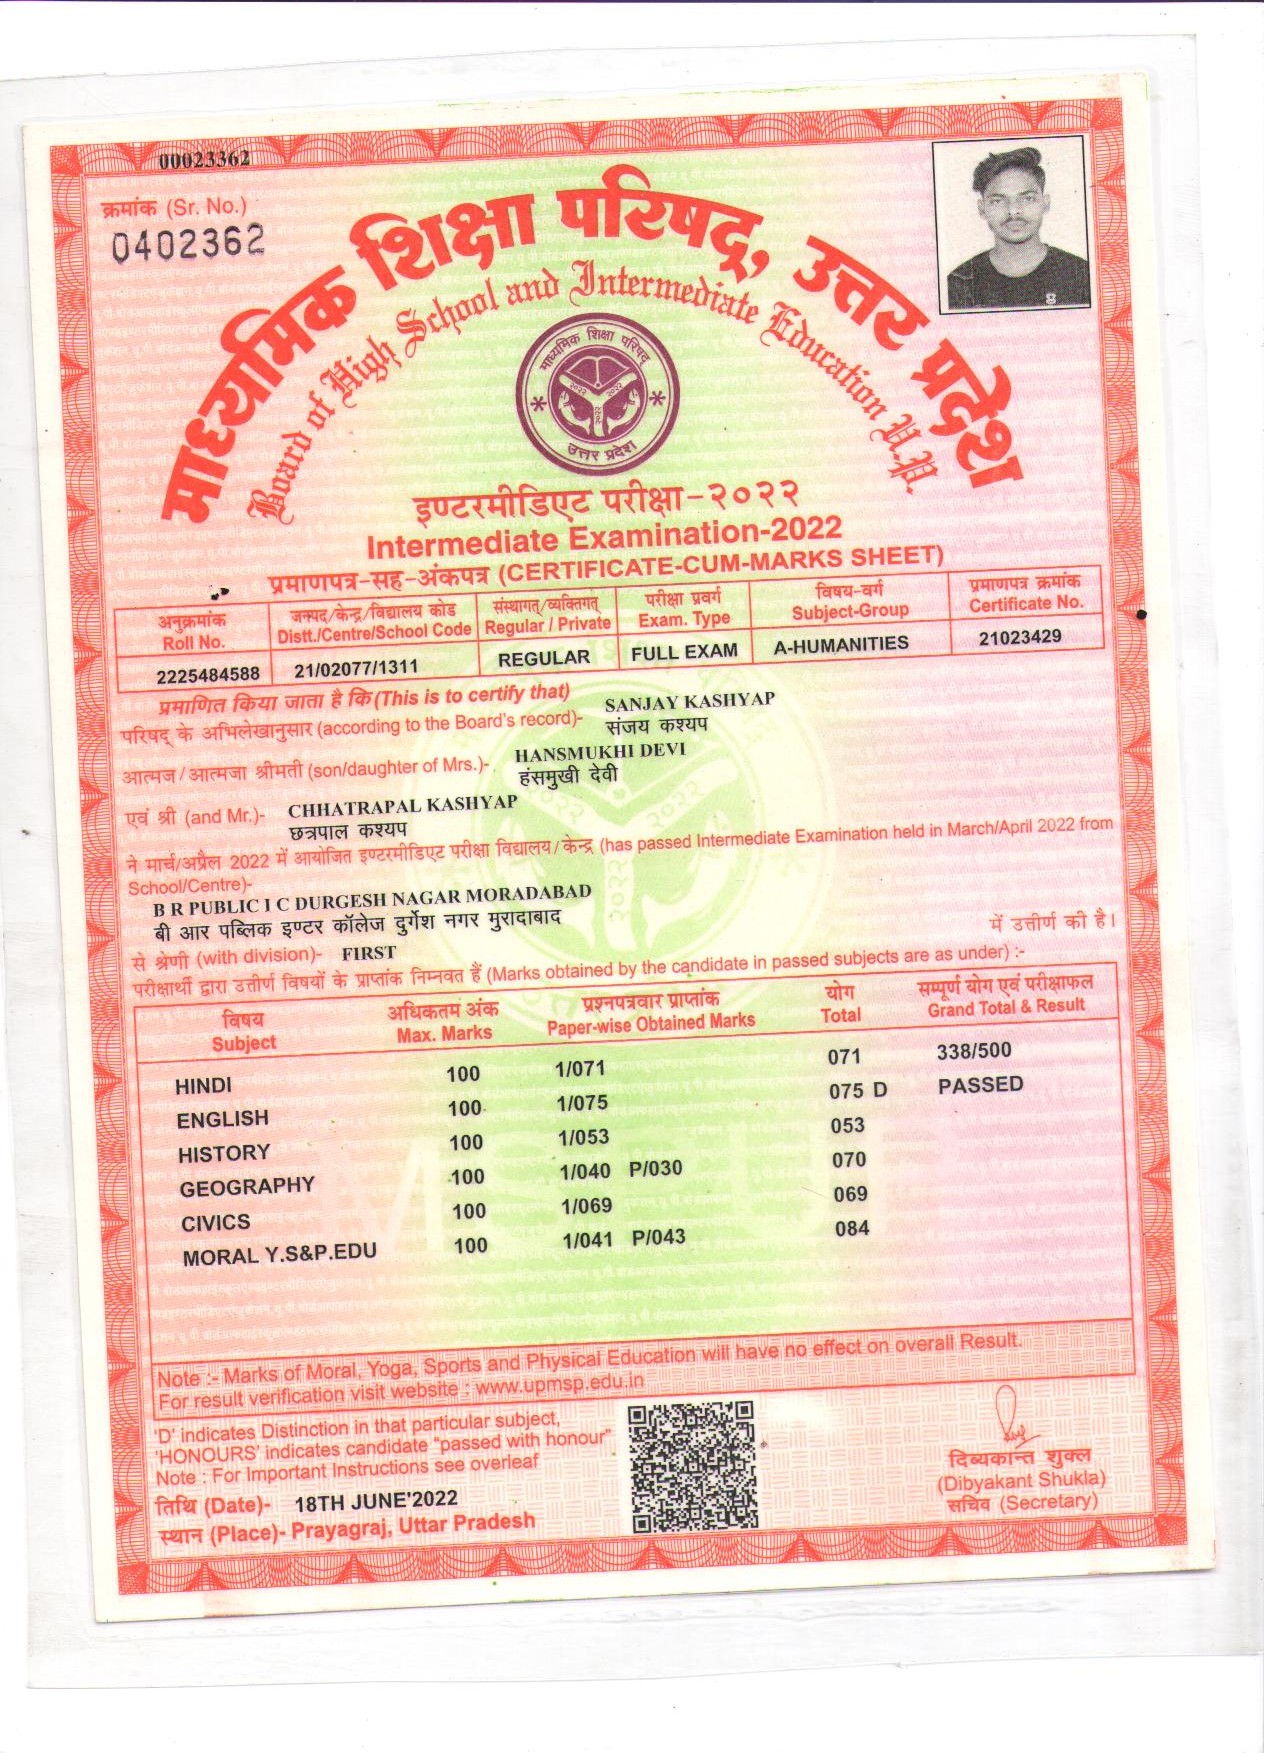 00023362
क्रमांक (Sr. No.)
0402362
माध्यमिक शिक्षा परिषद्, उत्तर प्रदेश
Board of High School and Intermediate Education U.P.
माध्यमिक शिक्षा परिषद्
२०२२ २०२२
२०२२
उत्तर प्रदेश
इण्टरमीडिएट परीक्षा-२०२२
Intermediate Examination-2022
प्रमाणपत्र-सह-अंकपत्र (CERTIFICATE-CUM-MARKS SHEET)
अनुक्रमांक जनपद/केन्द्र/विद्यालय कोड संस्थागत्/व्यक्तिगत् परीक्षा प्रवर्ग विषय-वर्ग प्रमाणपत्र क्रमांक
Roll No. Distt./Centre/School Code Regular / Private Exam. Type Subject-Group Certificate No.
2225484588 21/02077/1311 REGULAR FULL EXAM A-HUMANITIES 21023429
प्रमाणित किया जाता है कि (This is to certify that)
परिषद् के अभिलेखानुसार (according to the Board's record)- SANJAY KASHYAP
संजय कश्यप
आत्मज/आत्मजा श्रीमती (son/daughter of Mrs.)- HANSMUKHI DEVI
हंसमुखी देवी
एवं श्री (and Mr.)- CHHATRAPAL KASHYAP
छत्रपाल कश्यप
ने मार्च/अप्रैल 2022 में आयोजित इण्टरमीडिएट परीक्षा विद्यालय/केन्द्र (has passed Intermediate Examination held in March/April 2022 from
School/Centre)-
B R PUBLIC I C DURGESH NAGAR MORADABAD
बी आर पब्लिक इण्टर कॉलेज दुर्गेश नगर मुरादाबाद में उत्तीर्ण की है।
से श्रेणी (with division)- FIRST
परीक्षार्थी द्वारा उत्तीर्ण विषयों के प्राप्तांक निम्नवत हैं (Marks obtained by the candidate in passed subjects are as under) :-
विषय अधिकतम अंक प्रश्नपत्रवार प्राप्तांक योग सम्पूर्ण योग एवं परीक्षाफल
Subject Max. Marks Paper-wise Obtained Marks Total Grand Total & Result
HINDI 100 1/071 071 338/500
ENGLISH 100 1/075 075 D PASSED
HISTORY 100 1/053 053
GEOGRAPHY 100 1/040 P/030 070
CIVICS 100 1/069 069
MORAL Y.S&P.EDU 100 1/041 P/043 084
Note :- Marks of Moral, Yoga, Sports and Physical Education will have no effect on overall Result.
For result verification visit website : www.upmsp.edu.in
'D' indicates Distinction in that particular subject,
'HONOURS' indicates candidate "passed with honour"
Note : For Important Instructions see overleaf
तिथि (Date)- 18TH JUNE'2022
स्थान (Place)- Prayagraj, Uttar Pradesh
दिब्यकान्त शुक्ल
(Dibyakant Shukla)
सचिव (Secretary)